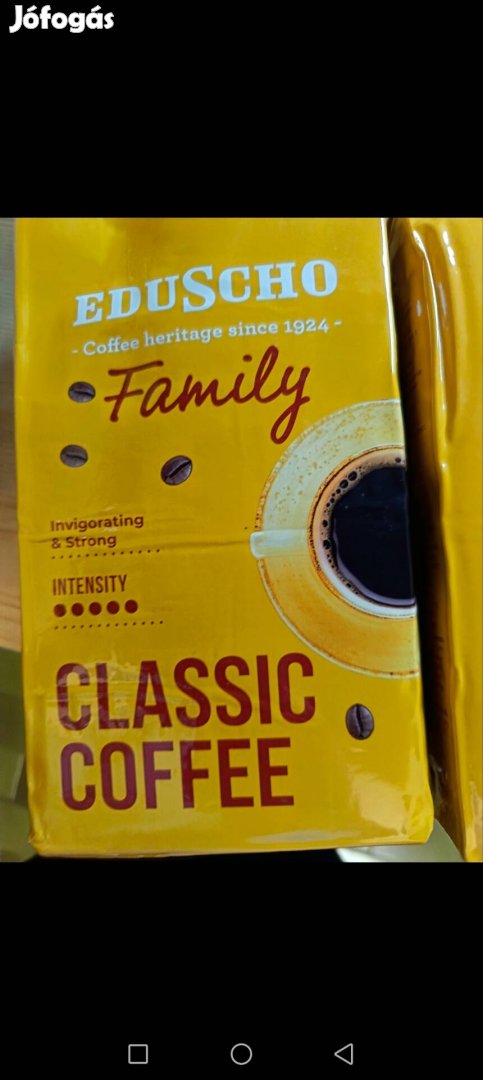 Jófogás
EDUSCHO
- Coffee heritage since 1924 -
Family
Invigorating
& Strong
INTENSITY
CLASSIC
COFFEE